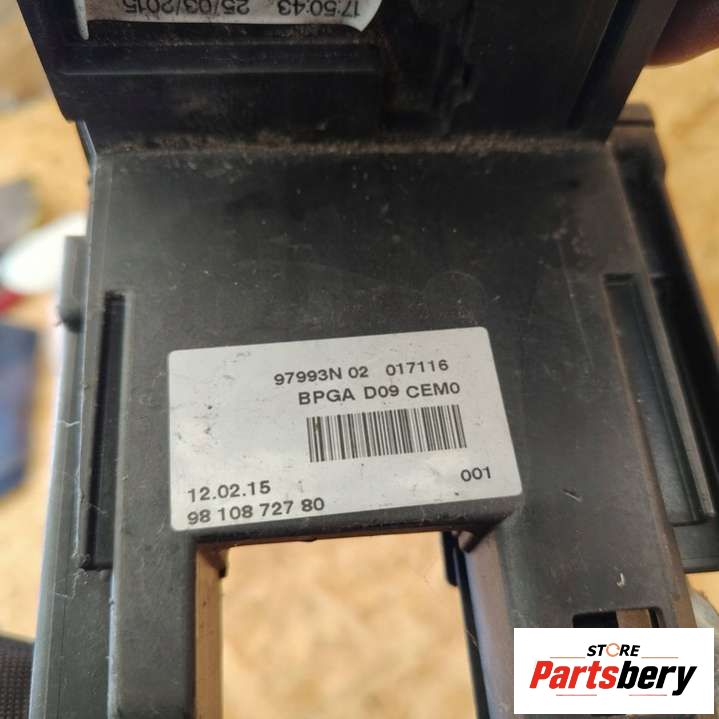 17:50:43 25/03/2015
97993N 02 017116
BPGA D09 CEM0
001
12.02.15
98 108 727 80
STORE
Partsbery